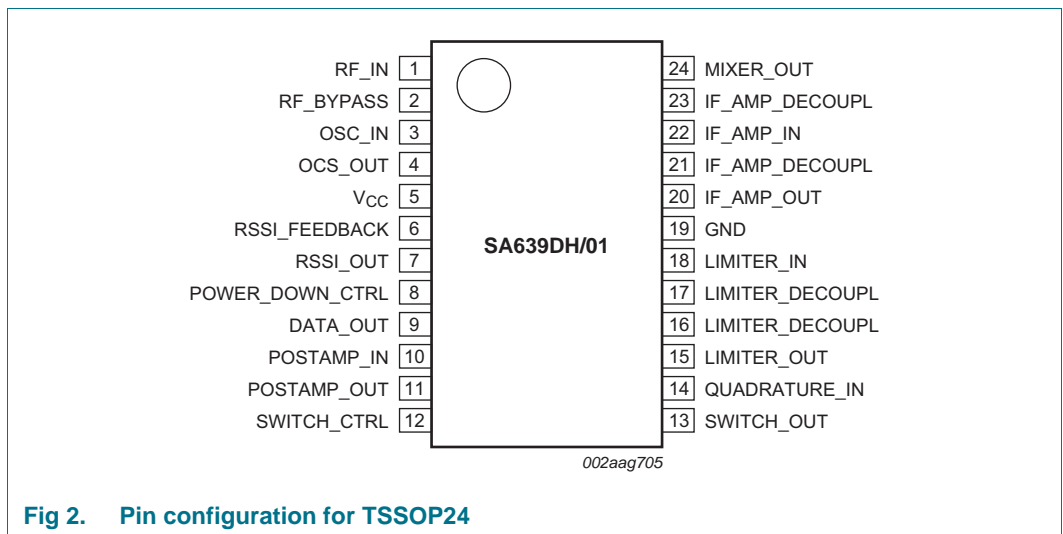 RF_IN 1
RF_BYPASS 2
OSC_IN 3
OCS_OUT 4
VCC 5
RSSI_FEEDBACK 6
RSSI_OUT 7
POWER_DOWN_CTRL 8
DATA_OUT 9
POSTAMP_IN 10
POSTAMP_OUT 11
SWITCH_CTRL 12
SA639DH/01
24 MIXER_OUT
23 IF_AMP_DECOUPL
22 IF_AMP_IN
21 IF_AMP_DECOUPL
20 IF_AMP_OUT
19 GND
18 LIMITER_IN
17 LIMITER_DECOUPL
16 LIMITER_DECOUPL
15 LIMITER_OUT
14 QUADRATURE_IN
13 SWITCH_OUT
002aag705
Fig 2. Pin configuration for TSSOP24